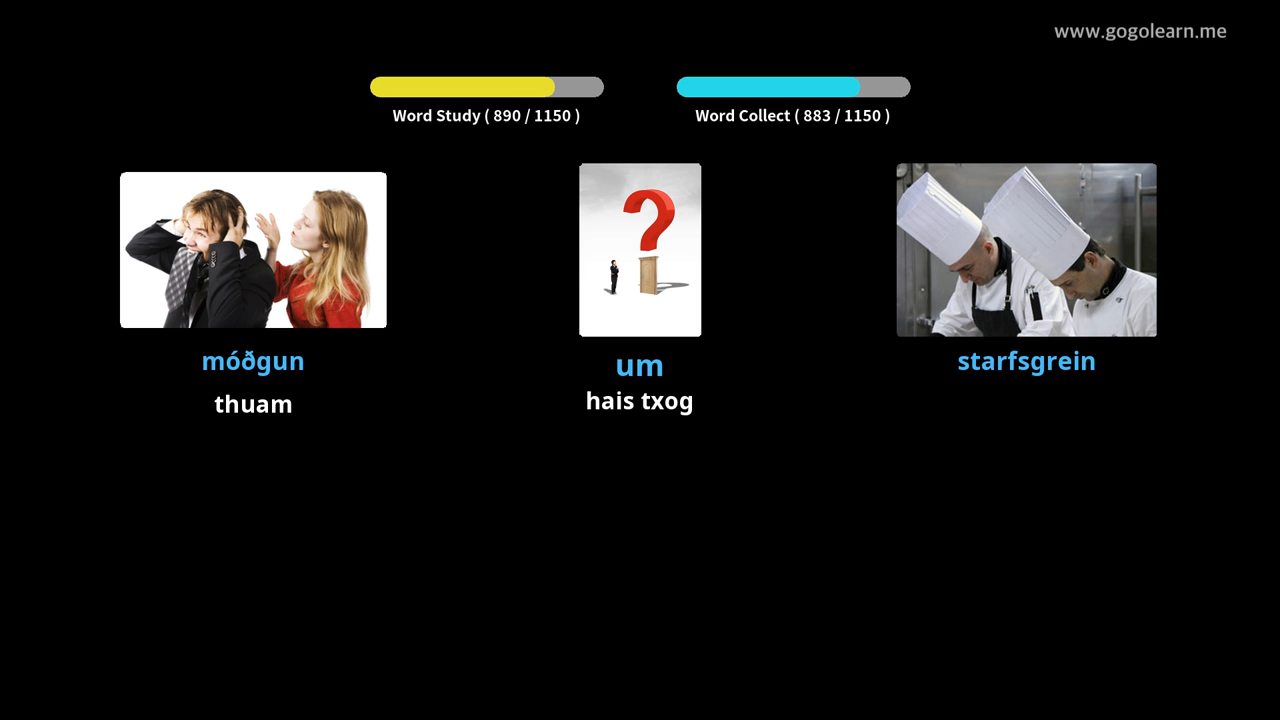 www.gogolearn.me
Word Study ( 890 / 1150 )
Word Collect ( 883 / 1150 )
móðgun
thuam
um
hais txog
starfsgrein